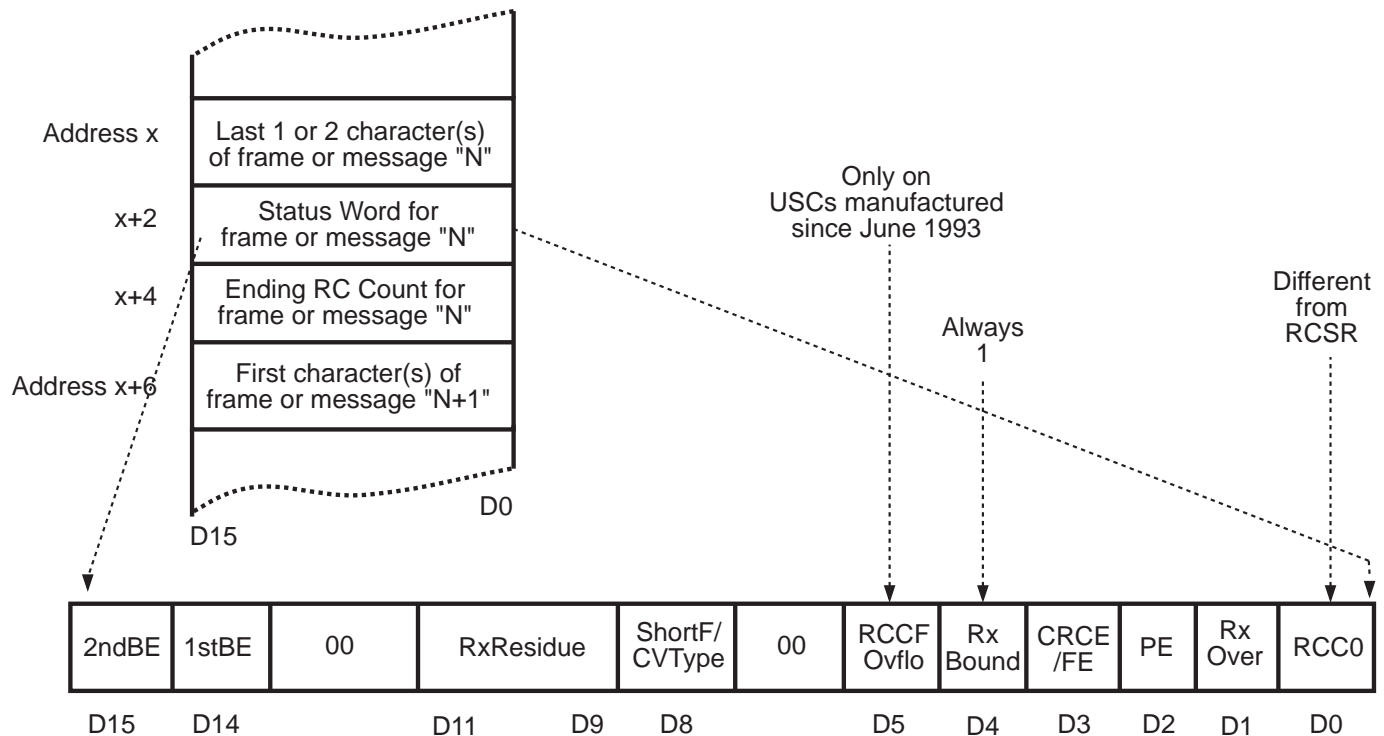 Address x
Last 1 or 2 character(s)
of frame or message "N"
x+2
Status Word for
frame or message "N"
x+4
Ending RC Count for
frame or message "N"
Address x+6
First character(s) of
frame or message "N+1"
D15
D0
Only on
USCs manufactured
since June 1993
Always
1
Different
from
RCSR
2ndBE
1stBE
00
RxResidue
ShortF/
CVType
00
RCCF
Ovflo
Rx
Bound
CRCE
/FE
PE
Rx
Over
RCC0
D15
D14
D11
D9
D8
D5
D4
D3
D2
D1
D0